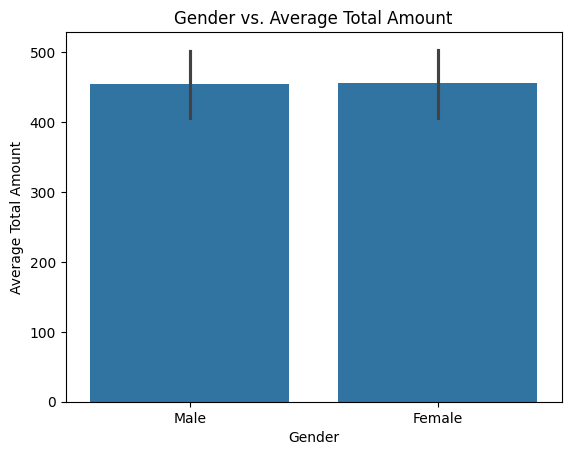 Gender vs. Average Total Amount
500
400
300
200
100
0
Average Total Amount
Male
Female
Gender